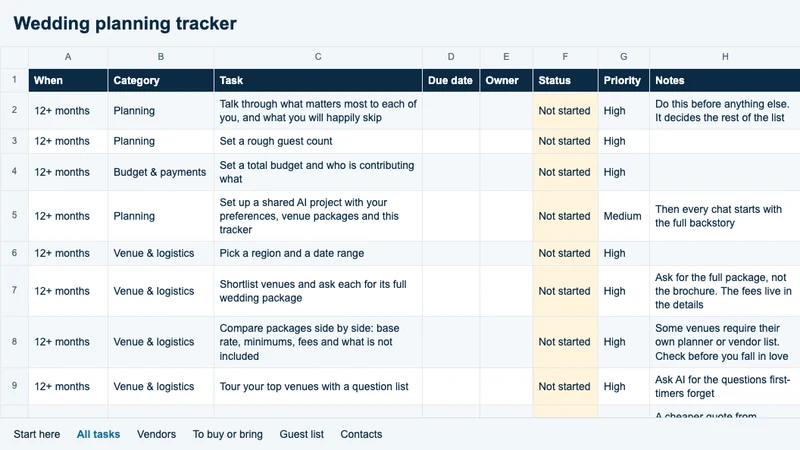 Wedding planning tracker
A B C D E F G H
1 When Category Task Due date Owner Status Priority Notes
2 12+ months Planning Talk through what matters most to each of you, and what you will happily skip Not started High Do this before anything else. It decides the rest of the list
3 12+ months Planning Set a rough guest count Not started High
4 12+ months Budget & payments Set a total budget and who is contributing what Not started High
5 12+ months Planning Set up a shared AI project with your preferences, venue packages and this tracker Not started Medium Then every chat starts with the full backstory
6 12+ months Venue & logistics Pick a region and a date range Not started High
7 12+ months Venue & logistics Shortlist venues and ask each for its full wedding package Not started High Ask for the full package, not the brochure. The fees live in the details
8 12+ months Venue & logistics Compare packages side by side: base rate, minimums, fees and what is not included Not started High Some venues require their own planner or vendor list. Check before you fall in love
9 12+ months Venue & logistics Tour your top venues with a question list Not started High Ask AI for the questions first-timers forget
A cheaper quote from
Start here All tasks Vendors To buy or bring Guest list Contacts